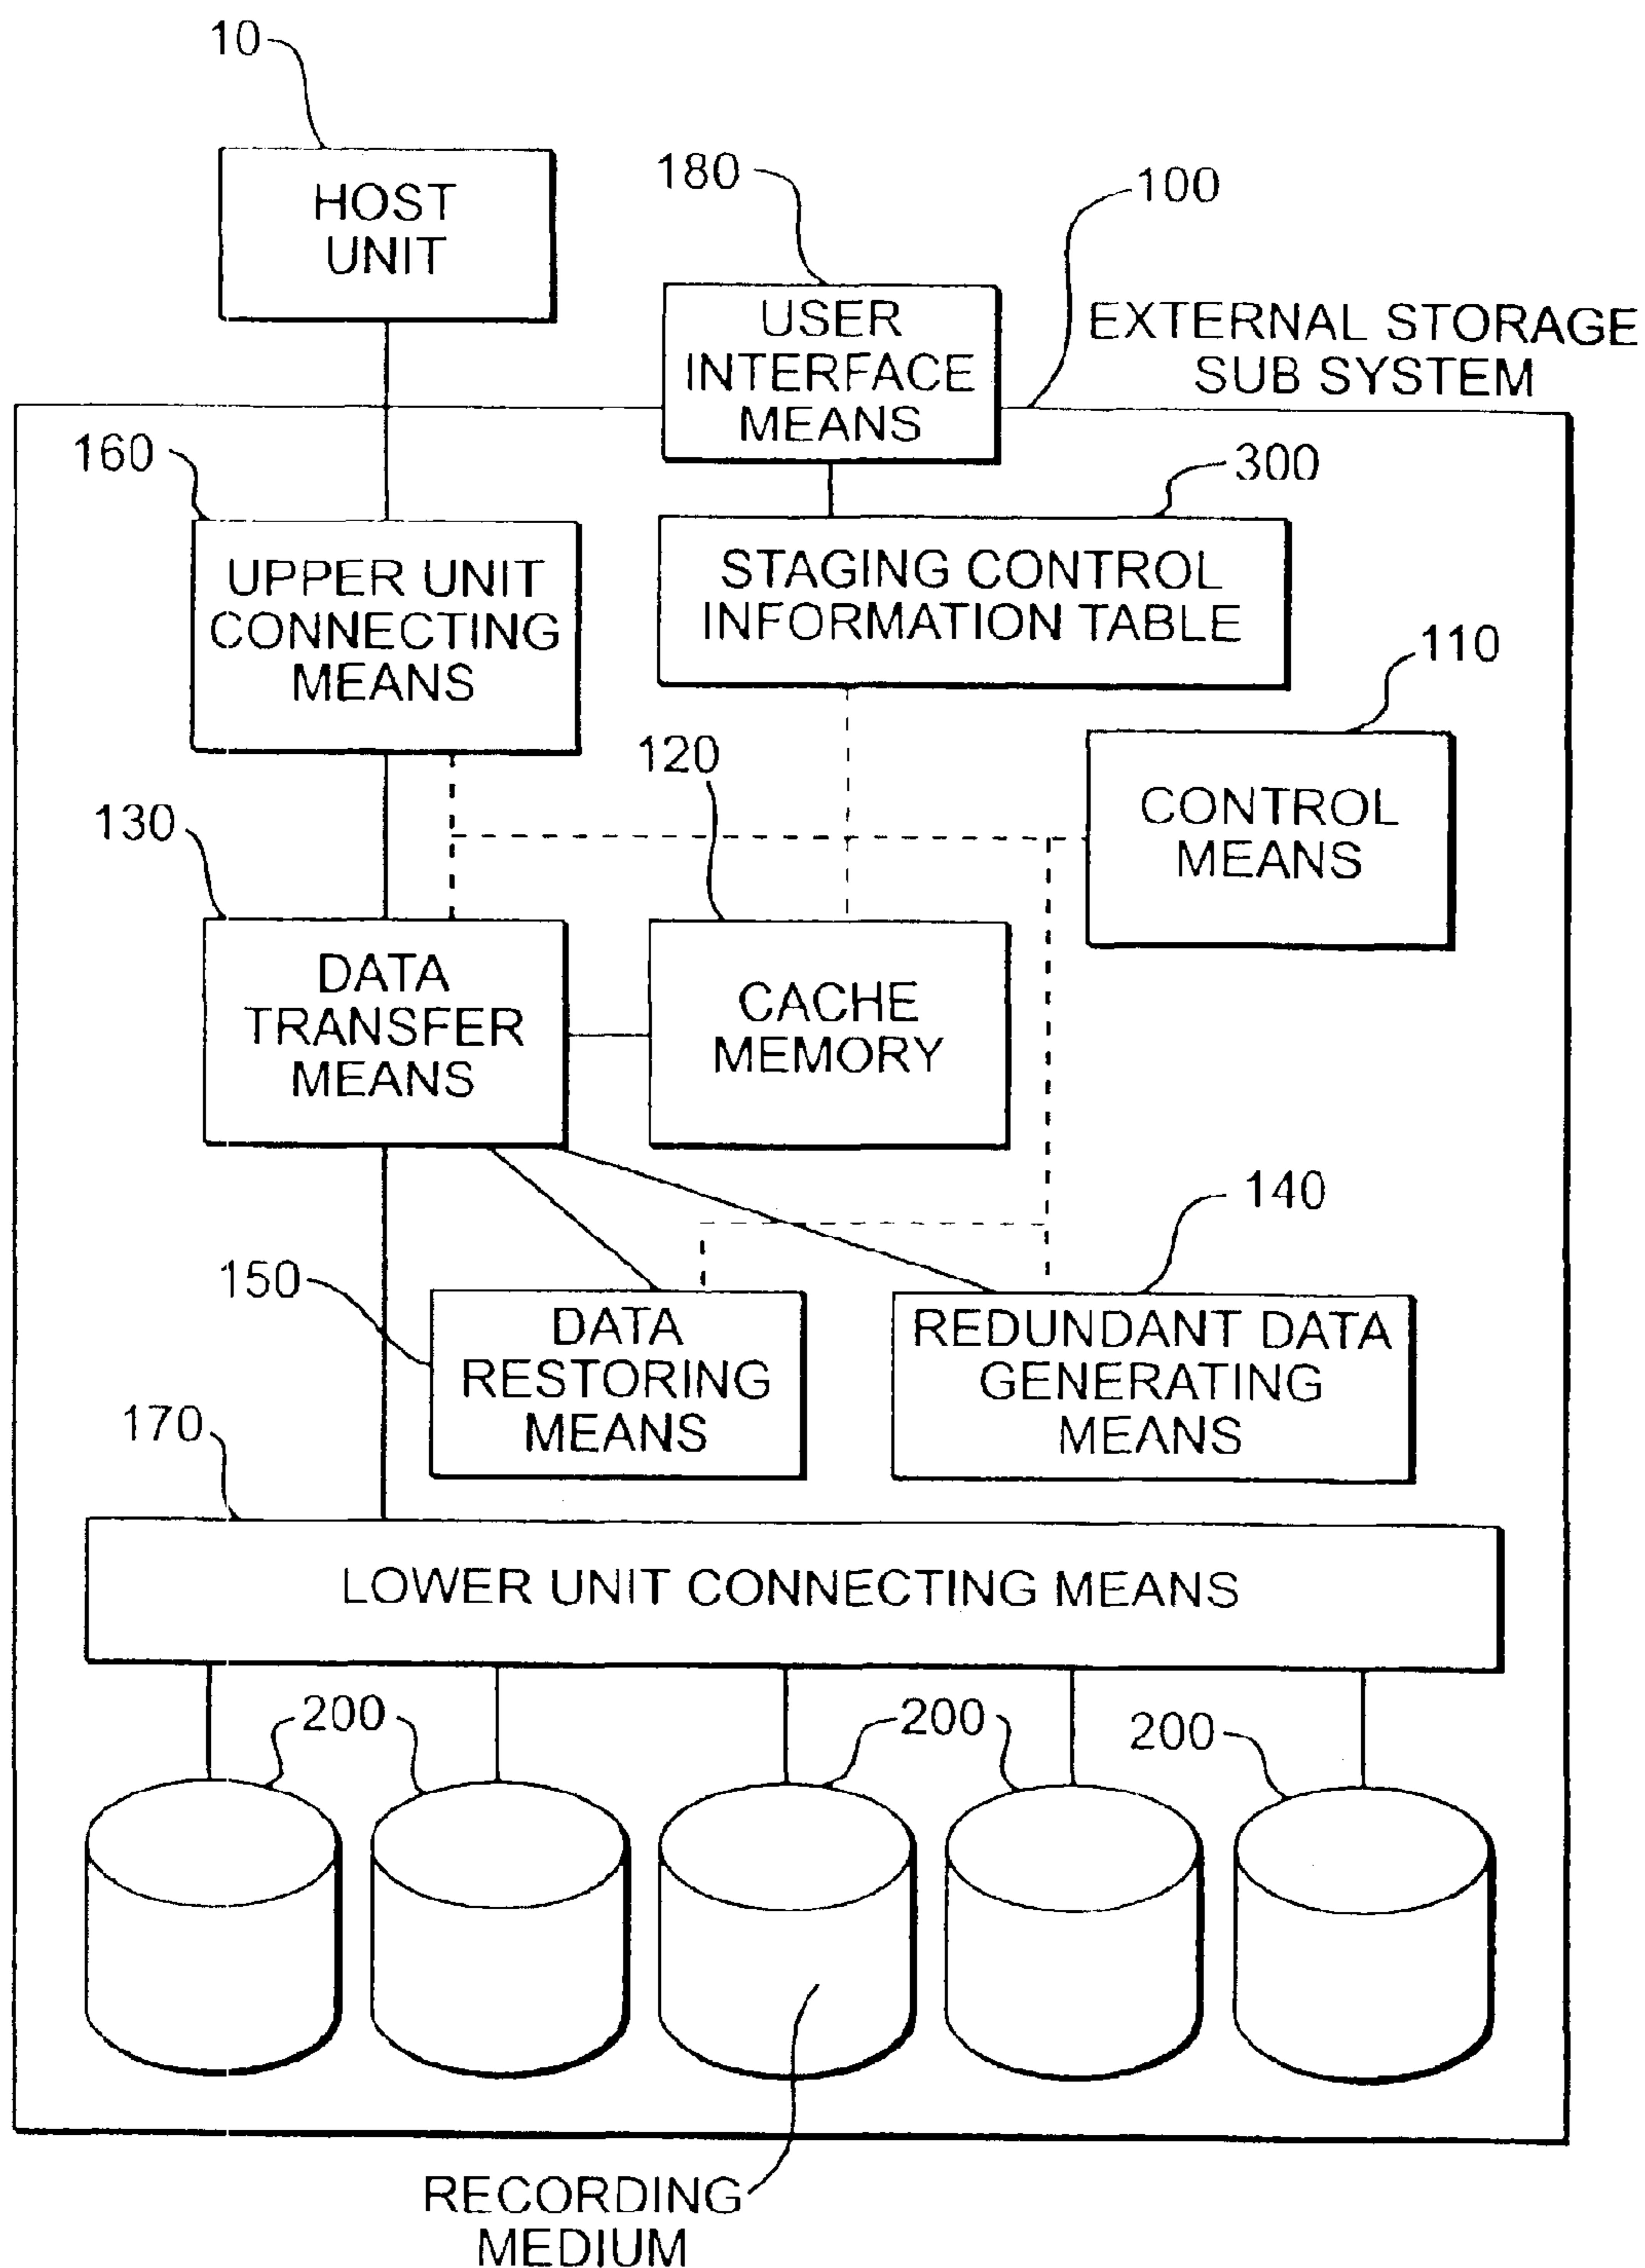 10
HOST
UNIT
180
100
USER
INTERFACE
MEANS
EXTERNAL STORAGE
SUB SYSTEM
160
300
UPPER UNIT
CONNECTING
MEANS
STAGING CONTROL
INFORMATION TABLE
110
120
CONTROL
MEANS
130
DATA
TRANSFER
MEANS
CACHE
MEMORY
140
150
DATA
RESTORING
MEANS
REDUNDANT DATA
GENERATING
MEANS
170
LOWER UNIT CONNECTING MEANS
200
200
200
RECORDING
MEDIUM